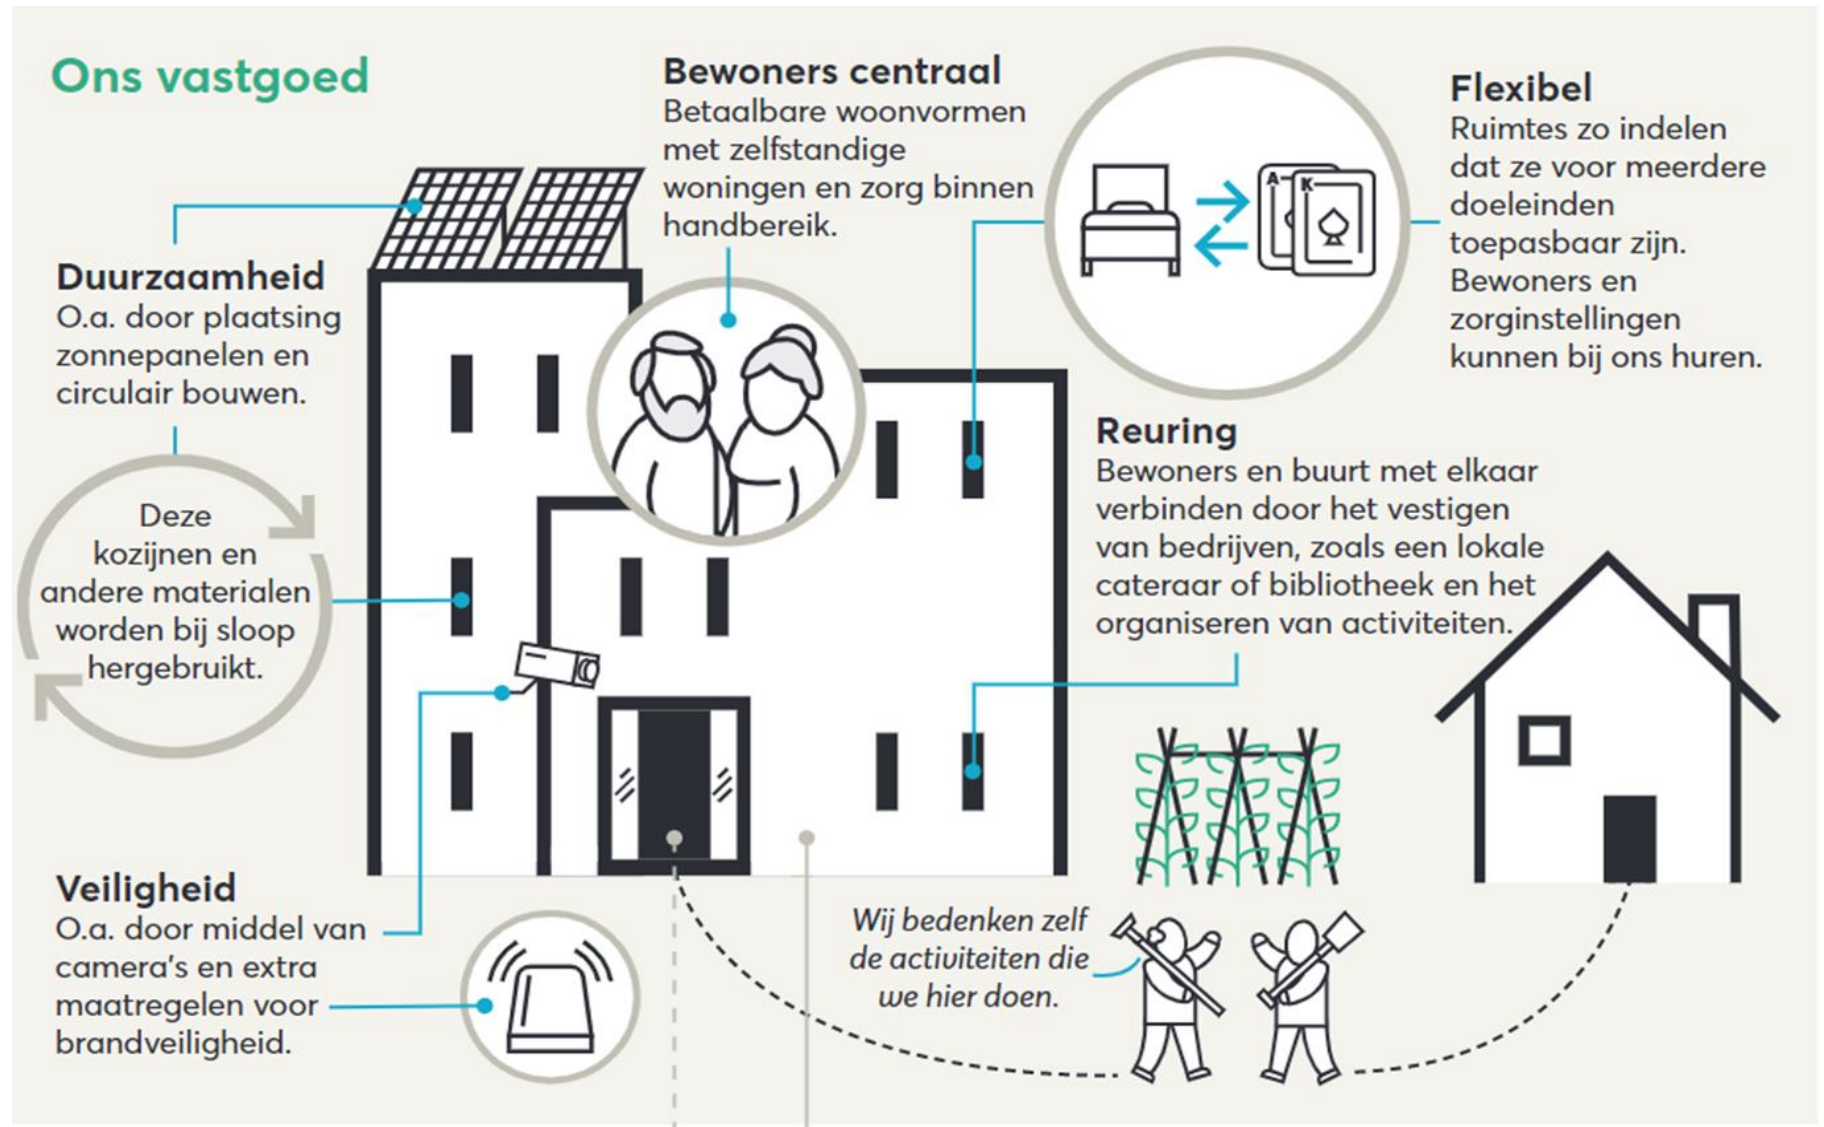 Ons vastgoed
Duurzaamheid
O.a. door plaatsing
zonnepanelen en
circulair bouwen.
Deze
kozijnen en
andere materialen
worden bij sloop
hergebruikt.
Veiligheid
O.a. door middel van
camera's en extra
maatregelen voor
brandveiligheid.
Bewoners centraal
Betaalbare woonvormen
met zelfstandige
woningen en zorg binnen
handbereik.
A
K
Flexibel
Ruimtes zo indelen
dat ze voor meerdere
doeleinden
toepasbaar zijn.
Bewoners en
zorginstellingen
kunnen bij ons huren.
Reuring
Bewoners en buurt met elkaar
verbinden door het vestigen
van bedrijven, zoals een lokale
cateraar of bibliotheek en het
organiseren van activiteiten.
Wij bedenken zelf
de activiteiten die
we hier doen.